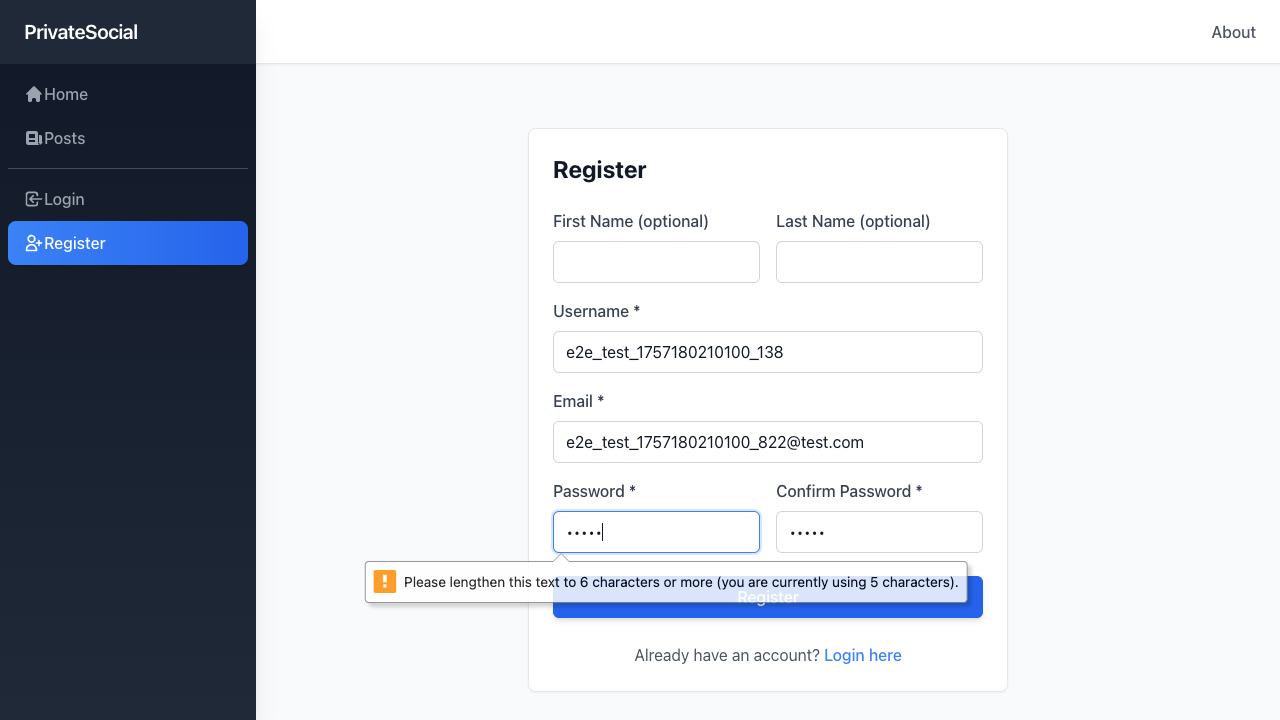 PrivateSocial
About
Home
Posts
Login
Register
Register
First Name (optional)
Last Name (optional)
Username *
e2e_test_1757180210100_138
Email *
e2e_test_1757180210100_822@test.com
Password *
Confirm Password *
•••••
•••••
Please lengthen this text to 6 characters or more (you are currently using 5 characters).
Register
Already have an account? Login here